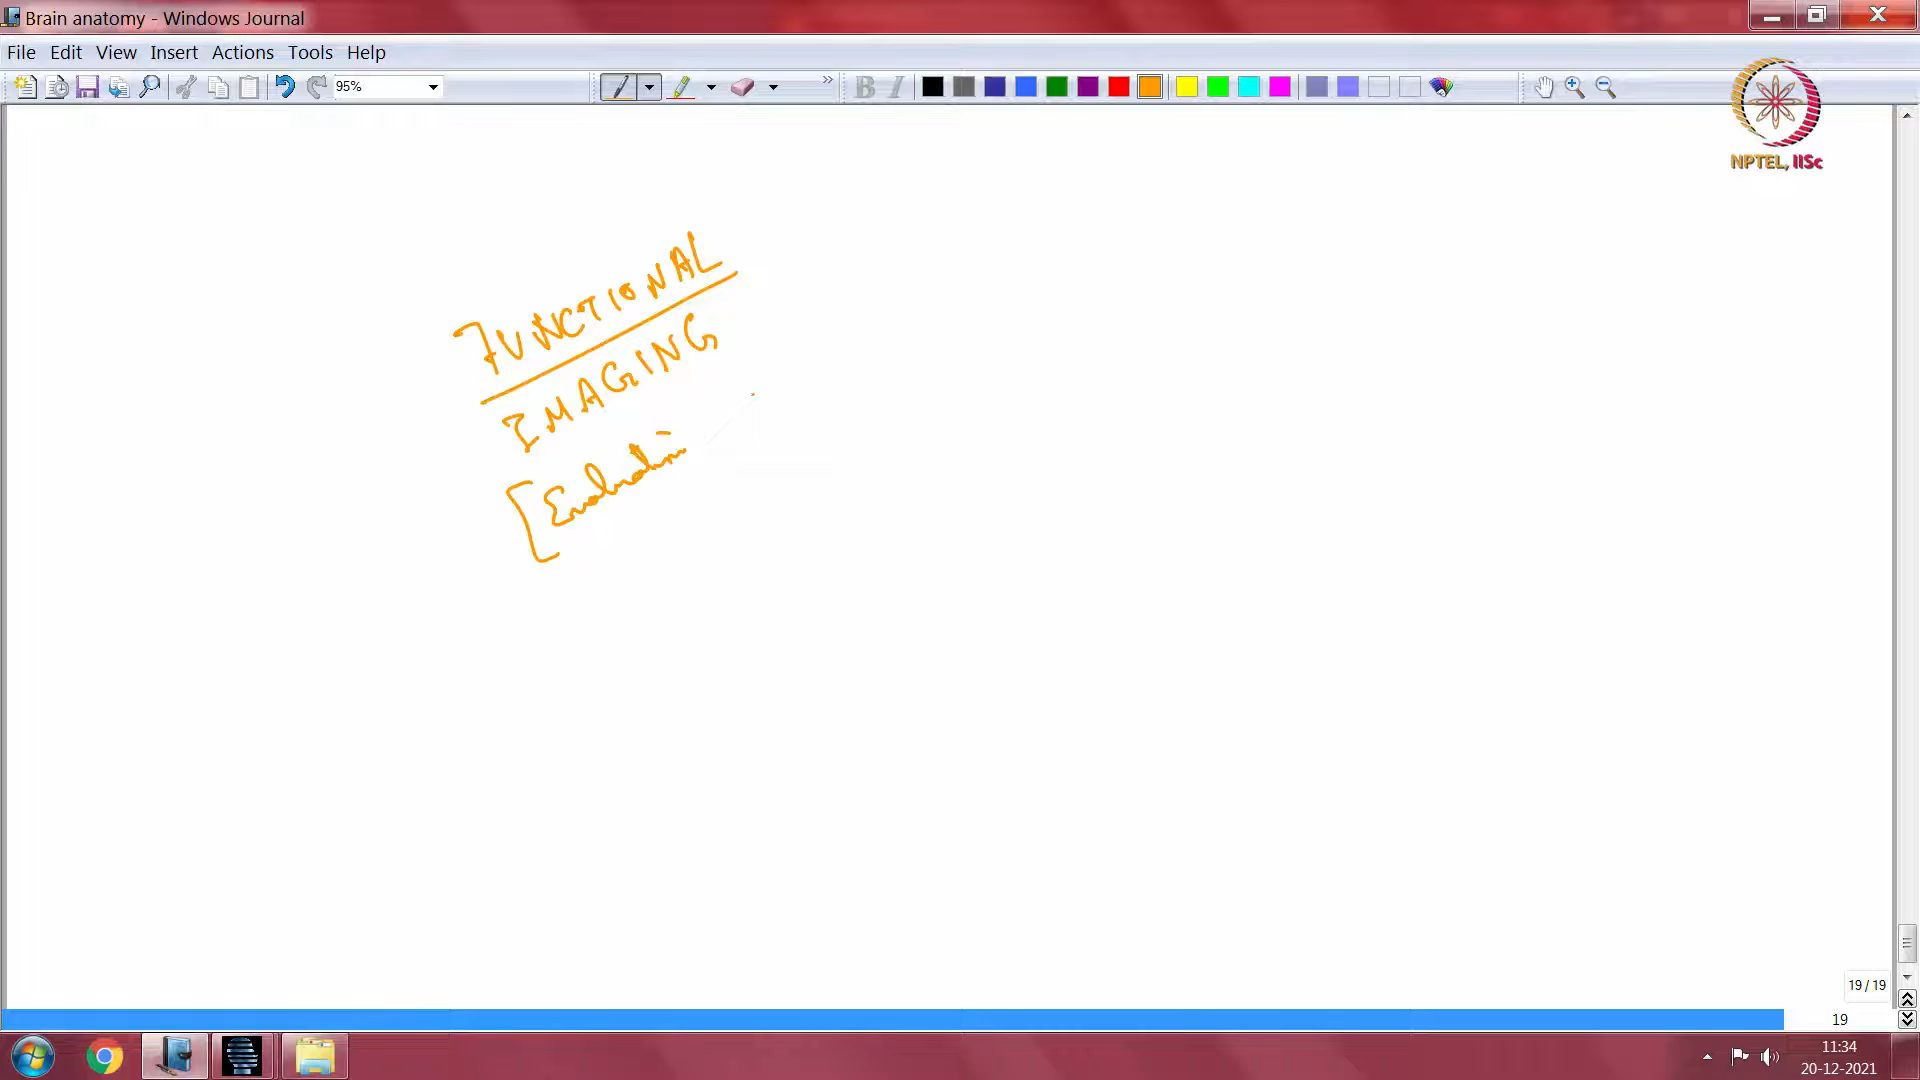 Brain anatomy - Windows Journal
File Edit View Insert Actions Tools Help
95%
NPTEL, IISc
FUNCTIONAL
IMAGING
[Evaluation
19 / 19
19
11:34
20-12-2021